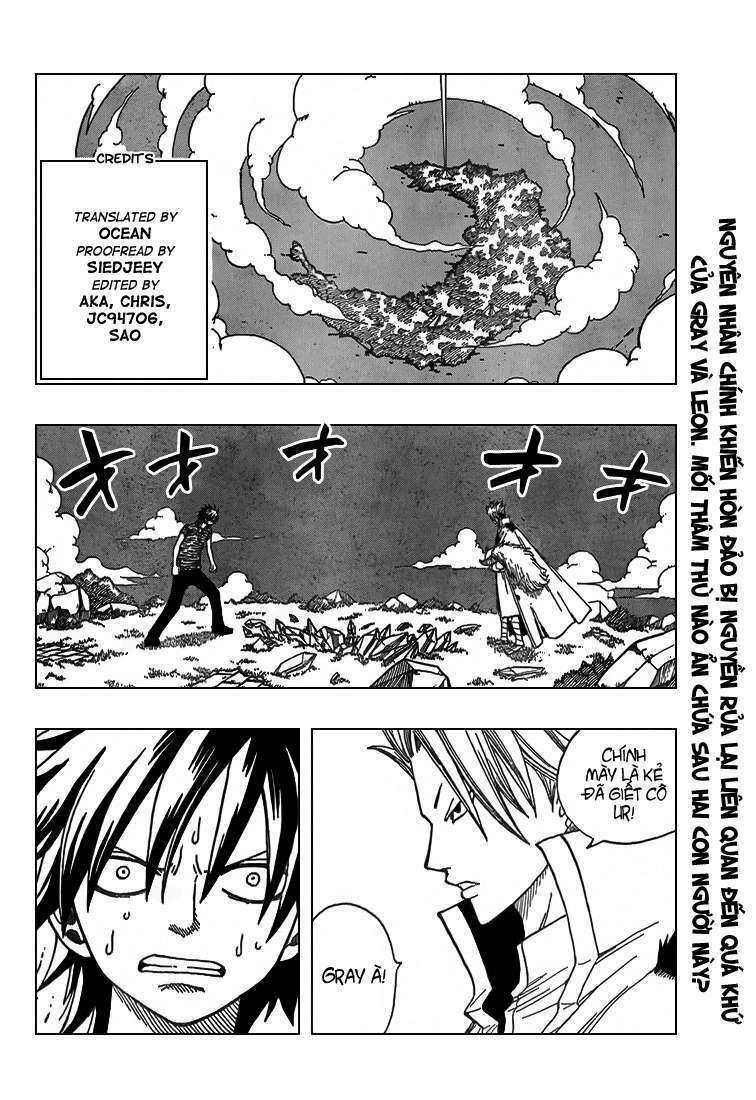 CREDITS
TRANSLATED BY
OCEAN
PROOFREAD BY
SIEDJEEY
EDITED BY
AKA, CHRIS,
JC94706,
SAO
NGUYÊN NHÂN CHÍNH KHIẾN HÒN ĐẢO BỊ NGUYỀN RỦA LẠI LIÊN QUAN ĐẾN QUÁ KHỨ
CỦA GRAY VÀ LEON. MỐI THÂM THÙ NÀO ẨN CHỨA SAU HAI CON NGƯỜI NÀY?
CHÍNH
MÀY LÀ KẺ
ĐÃ GIẾT CÔ
UR!
GRAY À!